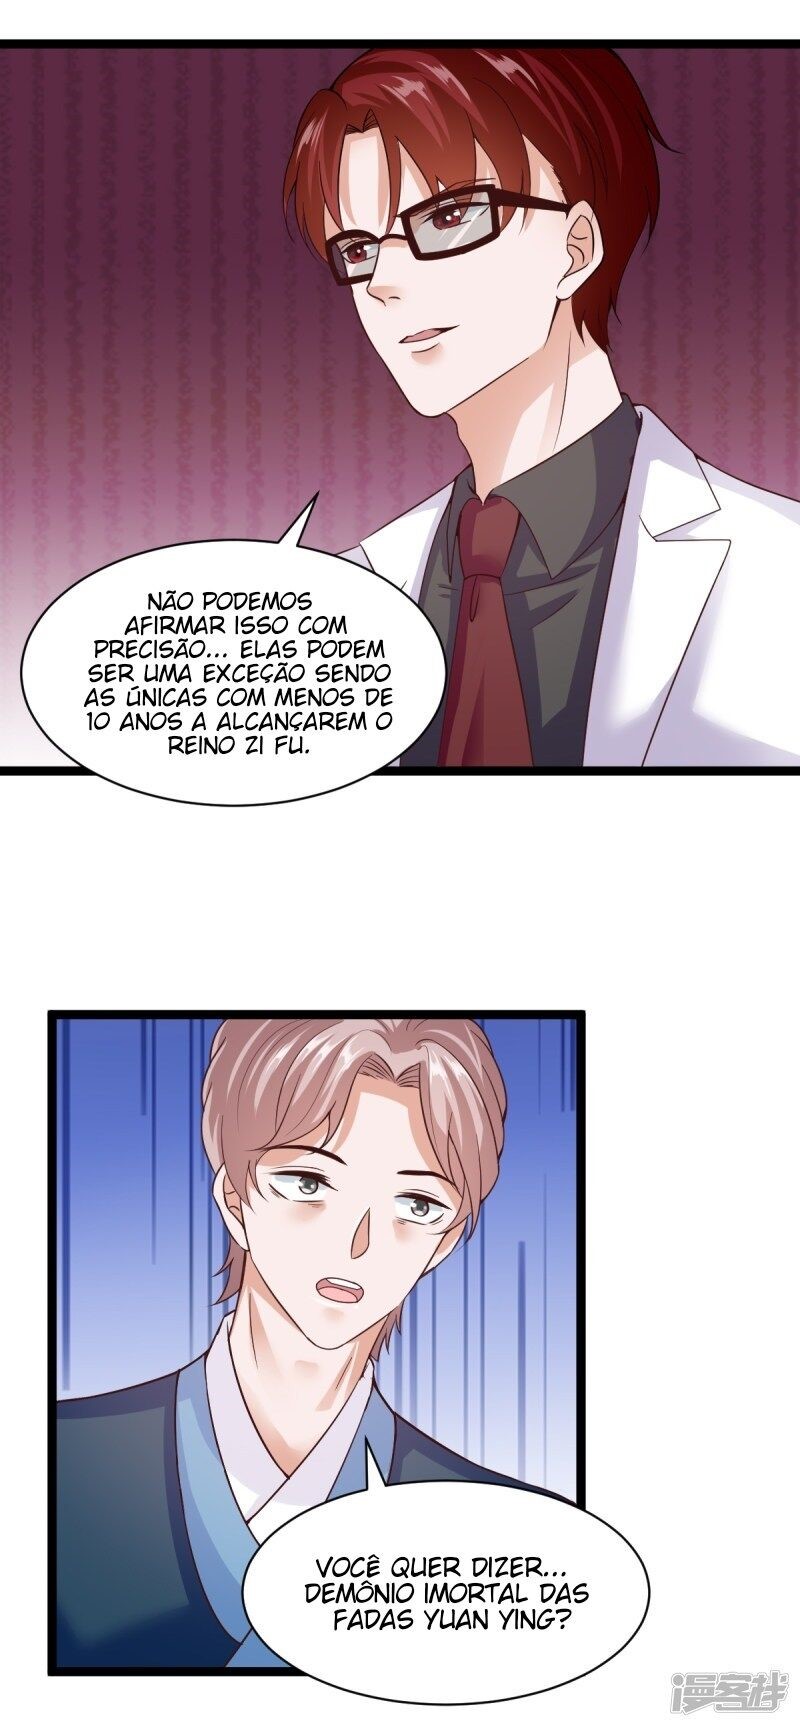 NÃO PODEMOS
AFIRMAR ISSO COM
PRECISÃO... ELAS PODEM
SER UMA EXCEÇÃO SENDO
AS ÚNICAS COM MENOS DE
10 ANOS A ALCANÇAREM O
REINO ZI FU.
VOCÊ QUER DIZER...
DEMÔNIO IMORTAL DAS
FADAS YUAN YING?
漫客栈